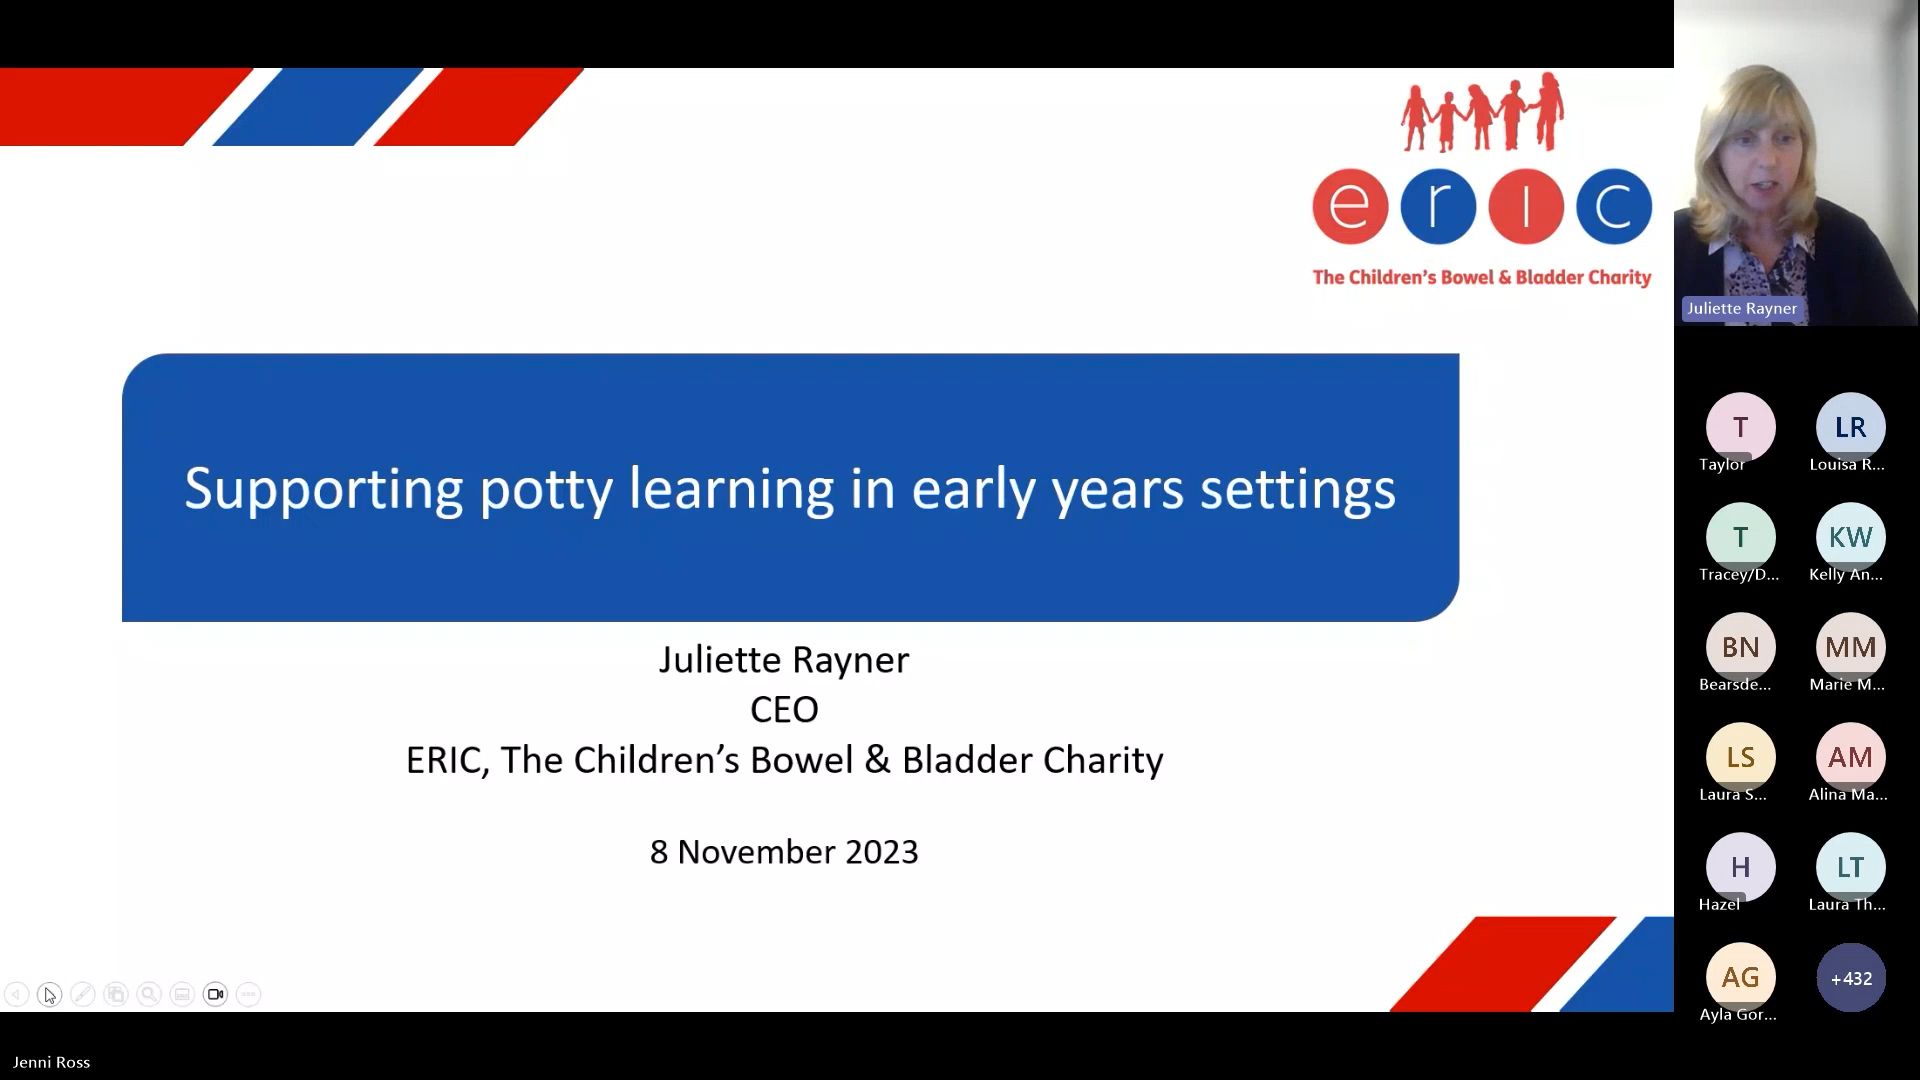 eric
The Children's Bowel & Bladder Charity
Supporting potty learning in early years settings
Juliette Rayner
CEO
ERIC, The Children's Bowel & Bladder Charity
8 November 2023
Juliette Rayner
T
Taylor
LR
Louisa R...
T
Tracey/D...
KW
Kelly An...
BN
Bearsde...
MM
Marie M...
LS
Laura S...
AM
Alina Ma...
H
Hazel
LT
Laura Th...
AG
Ayla Gor...
+432
Jenni Ross